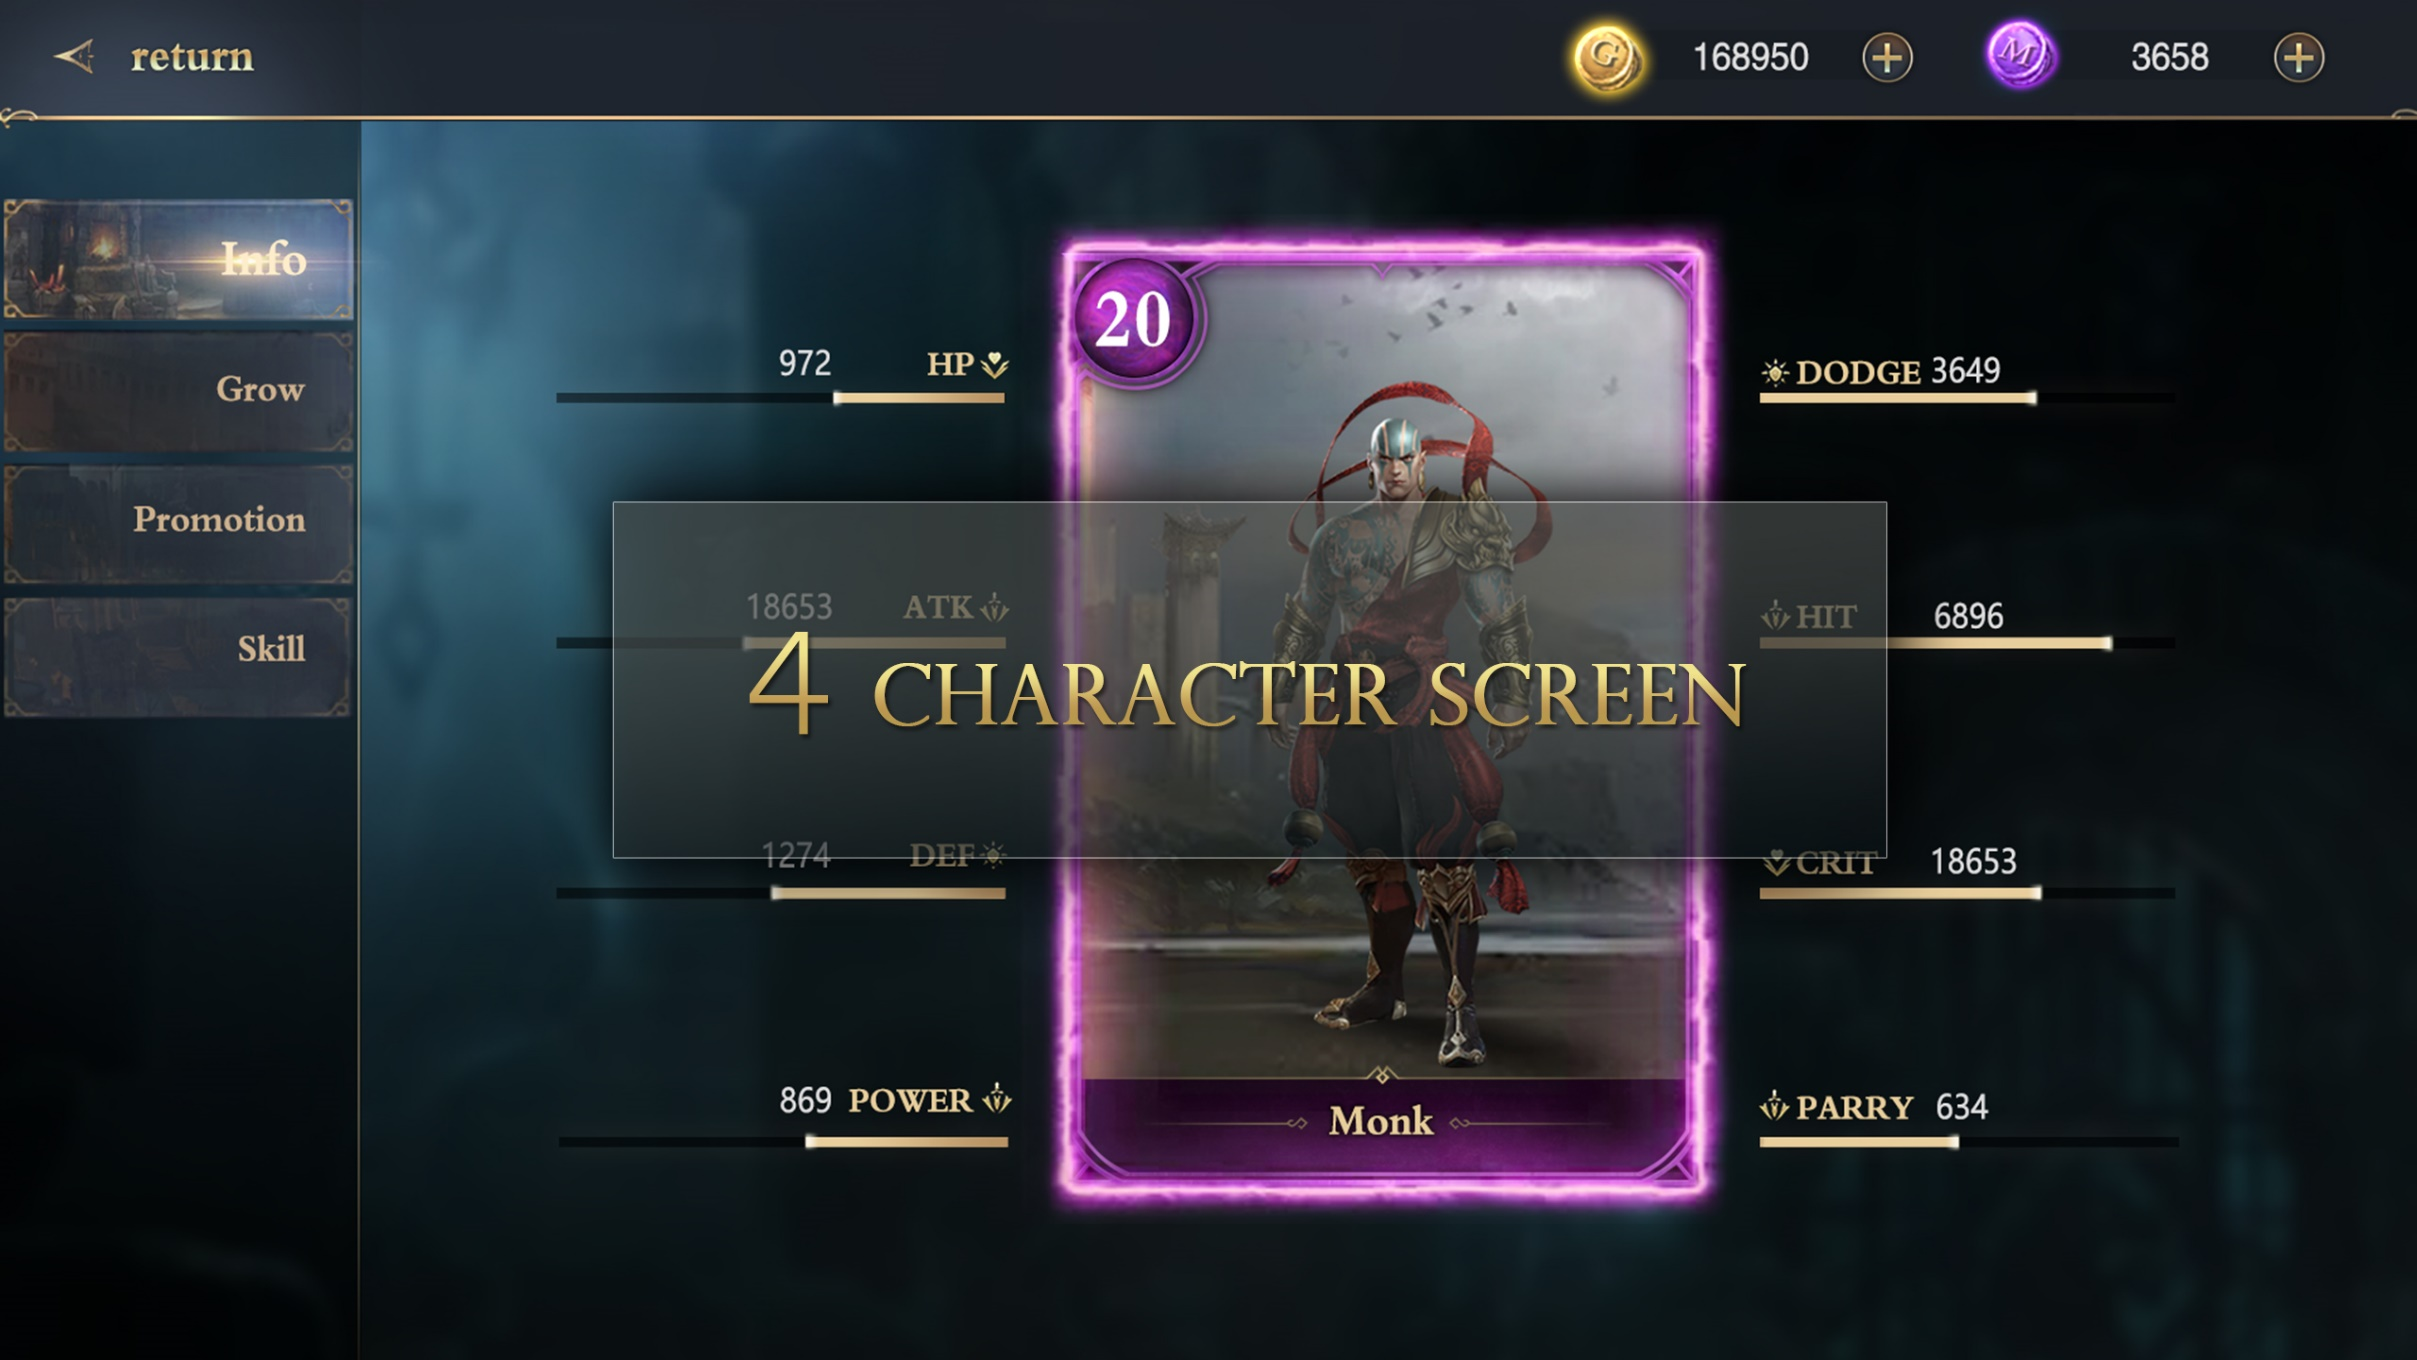 return
G 168950 M 3658
Info
Grow
Promotion
Skill
20
972 HP
18653 ATK
1274 DEF
869 POWER
DODGE 3649
HIT 6896
CRIT 18653
PARRY 634
4 CHARACTER SCREEN
Monk